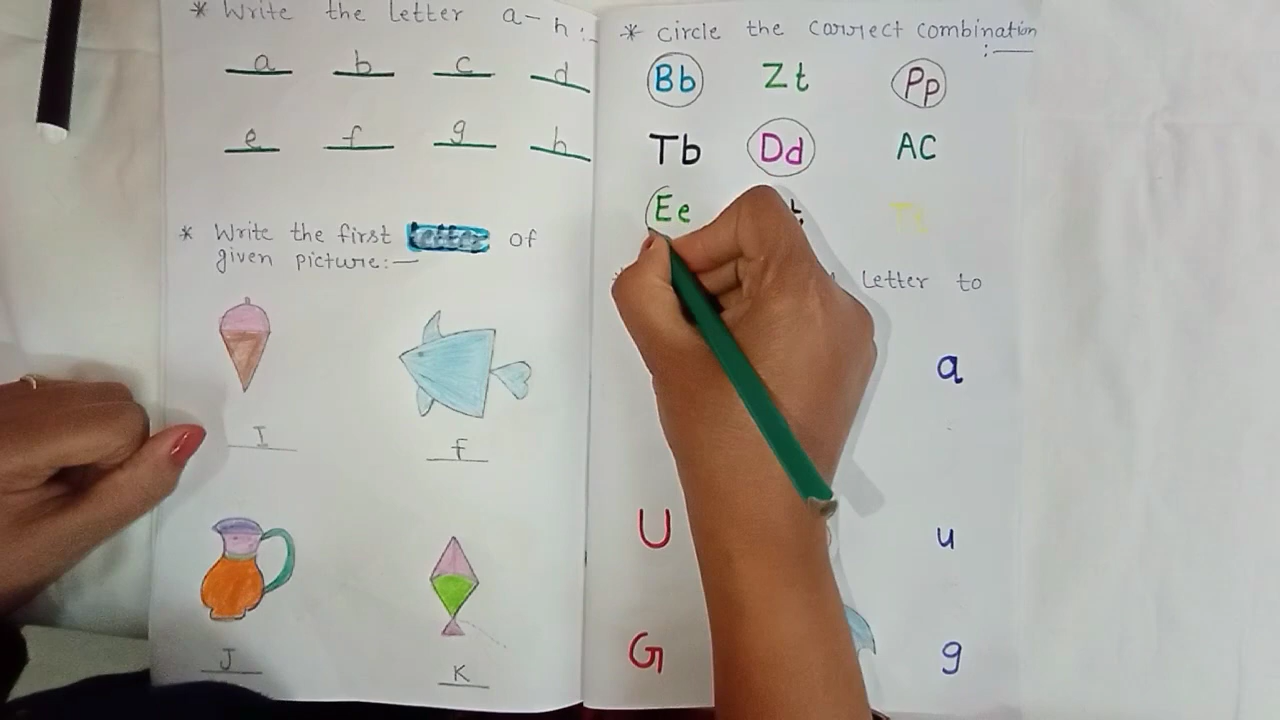 * Write the letter a-h:-
a b c d
e f g h
* Write the first letter of
given picture:-
I f
J K
* circle the correct combination
:-
Bb Zt Pp
Tb Dd AC
Ee
letter to
a
U u
G g